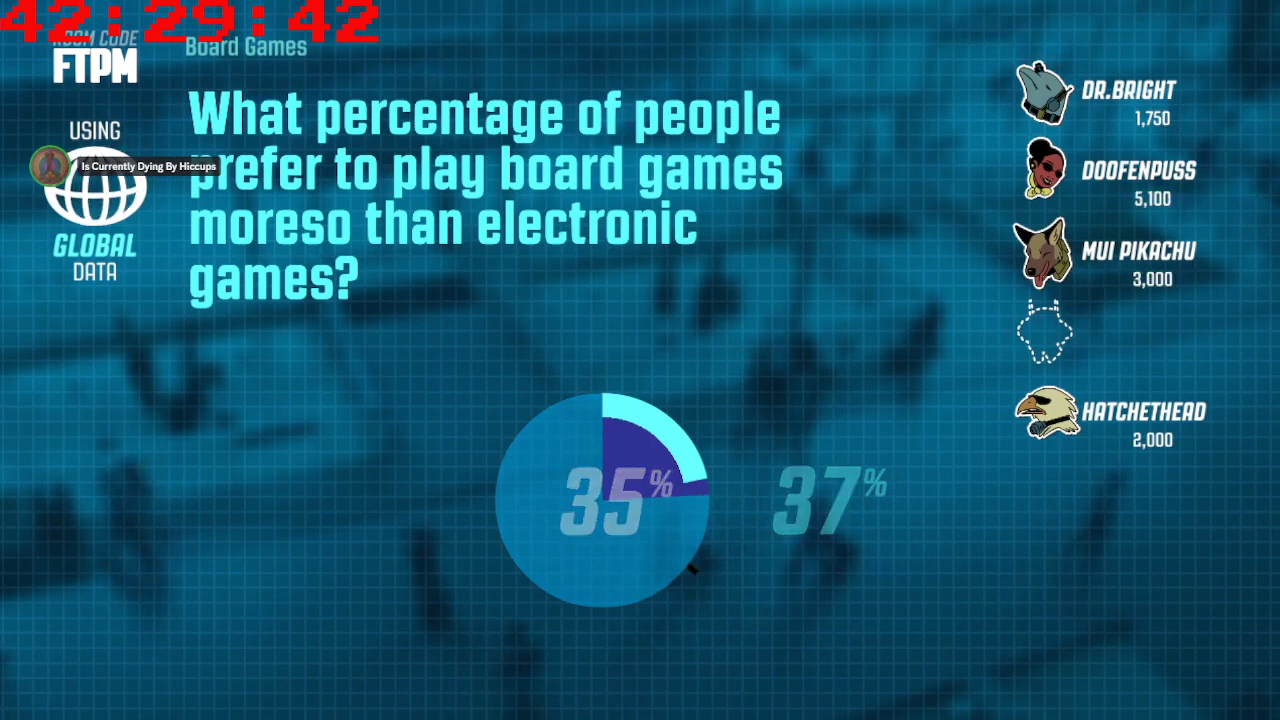 42:29:42
ROOM CODE
FTPM
Board Games
What percentage of people
prefer to play board games
moreso than electronic
games?
USING
Is Currently Dying By Hiccups
GLOBAL
DATA
DR.BRIGHT
1,750
DOOFENPUSS
5,100
MUI PIKACHU
3,000
HATCHETHEAD
2,000
35%
37%